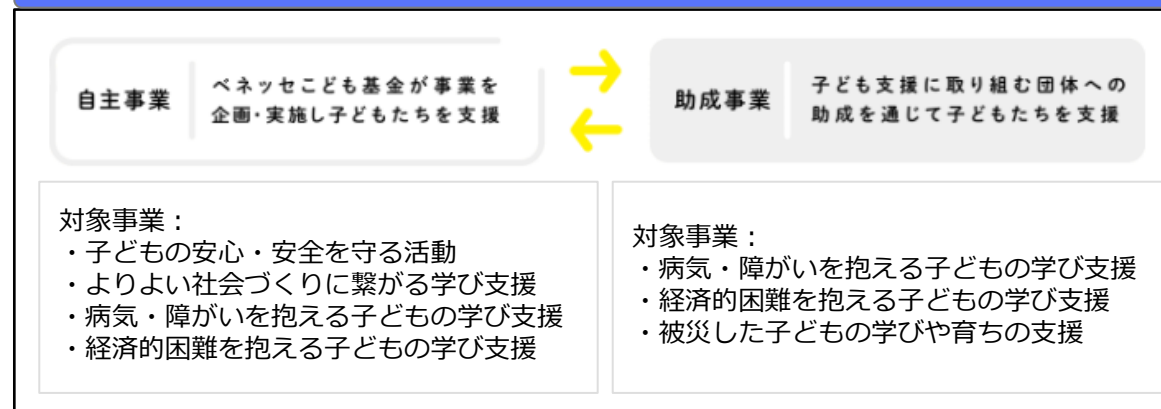 自主事業
ベネッセこども基金が事業を
企画・実施し子どもたちを支援
助成事業
子ども支援に取り組む団体への
助成を通じて子どもたちを支援
対象事業：
・子どもの安心・安全を守る活動
・よりよい社会づくりに繋がる学び支援
・病気・障がいを抱える子どもの学び支援
・経済的困難を抱える子どもの学び支援
対象事業：
・病気・障がいを抱える子どもの学び支援
・経済的困難を抱える子どもの学び支援
・被災した子どもの学びや育ちの支援